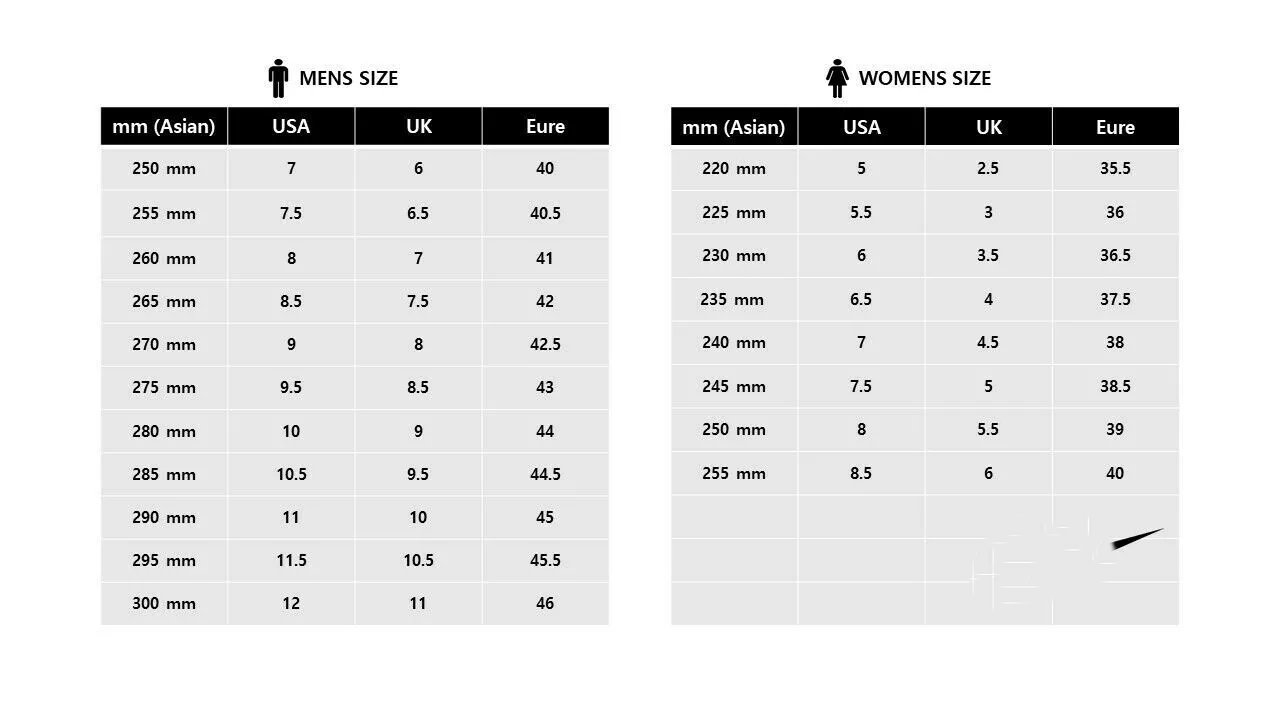 MENS SIZE
mm (Asian) USA UK Eure
250 mm 7 6 40
255 mm 7.5 6.5 40.5
260 mm 8 7 41
265 mm 8.5 7.5 42
270 mm 9 8 42.5
275 mm 9.5 8.5 43
280 mm 10 9 44
285 mm 10.5 9.5 44.5
290 mm 11 10 45
295 mm 11.5 10.5 45.5
300 mm 12 11 46
WOMENS SIZE
mm (Asian) USA UK Eure
220 mm 5 2.5 35.5
225 mm 5.5 3 36
230 mm 6 3.5 36.5
235 mm 6.5 4 37.5
240 mm 7 4.5 38
245 mm 7.5 5 38.5
250 mm 8 5.5 39
255 mm 8.5 6 40